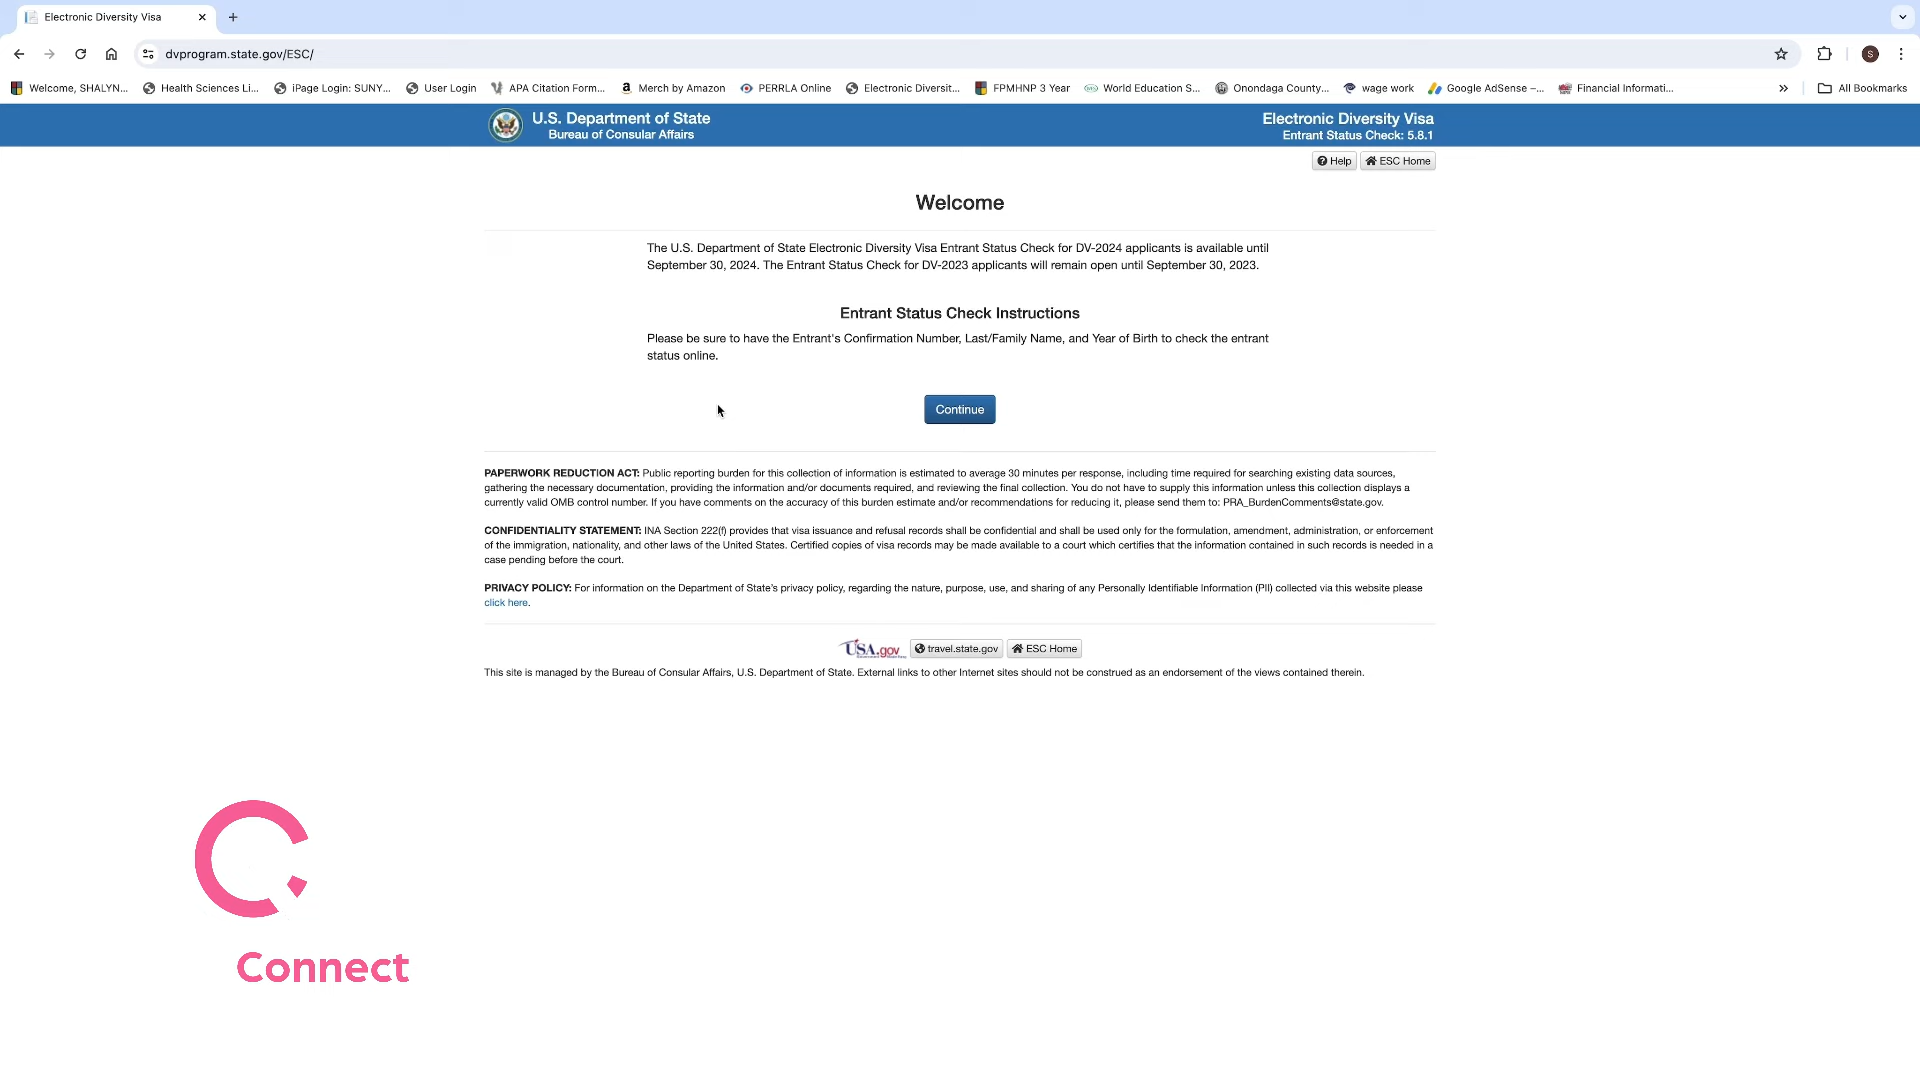 Electronic Diversity Visa
dvprogram.state.gov/ESC/
S
Welcome, SHALYN... Health Sciences Li... iPage Login: SUNY... User Login APA Citation Form... Merch by Amazon PERRLA Online Electronic Diversit... FPMHNP 3 Year World Education S... Onondaga County... wage work Google AdSense –... Financial Informati... All Bookmarks
U.S. Department of State
Bureau of Consular Affairs
Electronic Diversity Visa
Entrant Status Check: 5.8.1
Help ESC Home
Welcome
The U.S. Department of State Electronic Diversity Visa Entrant Status Check for DV-2024 applicants is available until
September 30, 2024. The Entrant Status Check for DV-2023 applicants will remain open until September 30, 2023.
Entrant Status Check Instructions
Please be sure to have the Entrant's Confirmation Number, Last/Family Name, and Year of Birth to check the entrant
status online.
Continue
PAPERWORK REDUCTION ACT: Public reporting burden for this collection of information is estimated to average 30 minutes per response, including time required for searching existing data sources,
gathering the necessary documentation, providing the information and/or documents required, and reviewing the final collection. You do not have to supply this information unless this collection displays a
currently valid OMB control number. If you have comments on the accuracy of this burden estimate and/or recommendations for reducing it, please send them to: PRA_BurdenComments@state.gov.
CONFIDENTIALITY STATEMENT: INA Section 222(f) provides that visa issuance and refusal records shall be confidential and shall be used only for the formulation, amendment, administration, or enforcement
of the immigration, nationality, and other laws of the United States. Certified copies of visa records may be made available to a court which certifies that the information contained in such records is needed in a
case pending before the court.
PRIVACY POLICY: For information on the Department of State's privacy policy, regarding the nature, purpose, use, and sharing of any Personally Identifiable Information (PII) collected via this website please
click here.
USA.gov travel.state.gov ESC Home
This site is managed by the Bureau of Consular Affairs, U.S. Department of State. External links to other Internet sites should not be construed as an endorsement of the views contained therein.
Connect